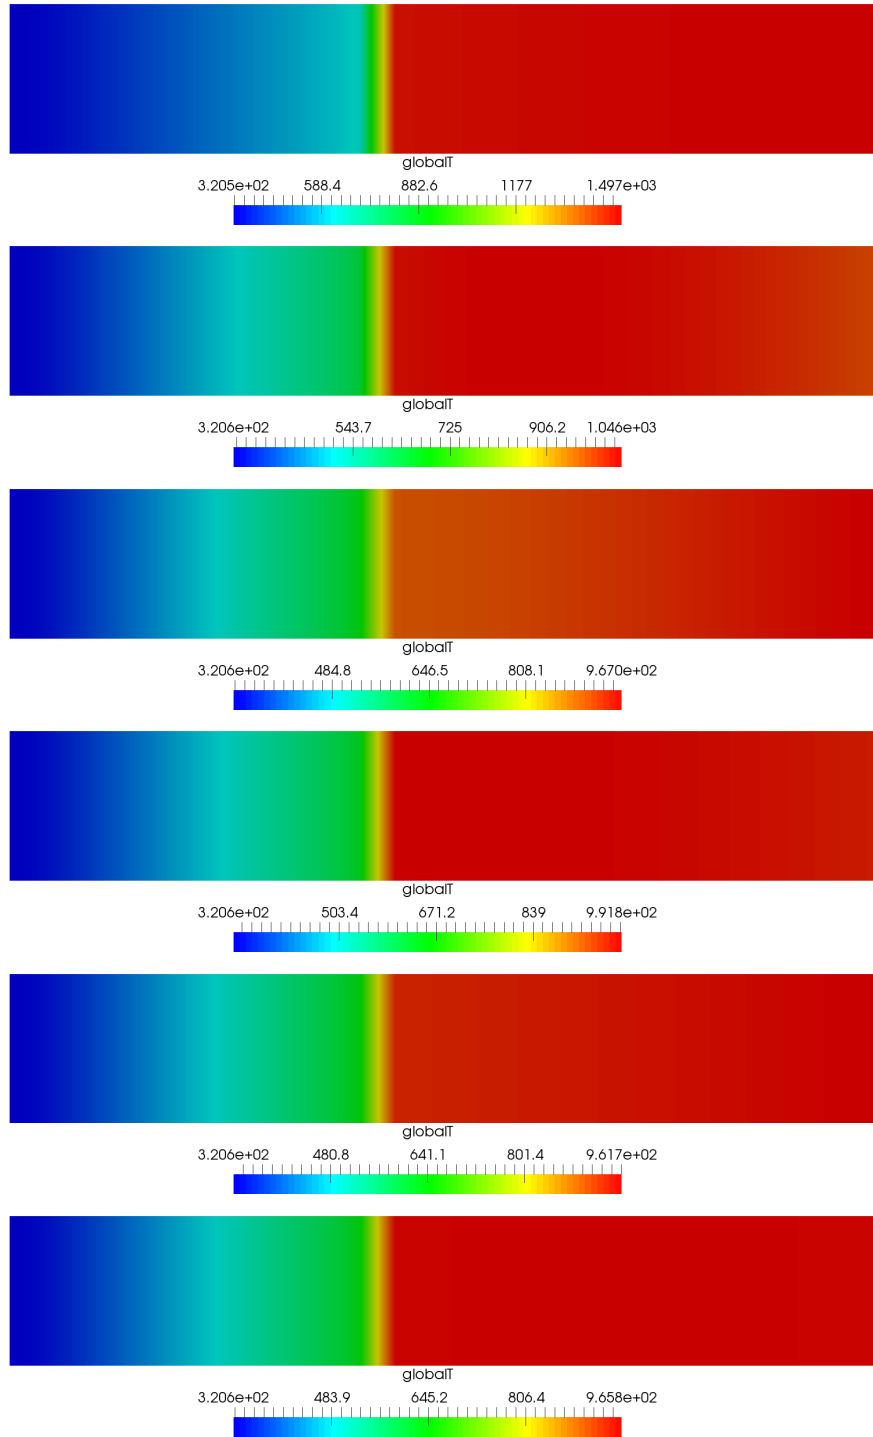 globalT
3.205e+02 588.4 882.6 1177 1.497e+03
globalT
3.206e+02 543.7 725 906.2 1.046e+03
globalT
3.206e+02 484.8 646.5 808.1 9.670e+02
globalT
3.206e+02 503.4 671.2 839 9.918e+02
globalT
3.206e+02 480.8 641.1 801.4 9.617e+02
globalT
3.206e+02 483.9 645.2 806.4 9.658e+02